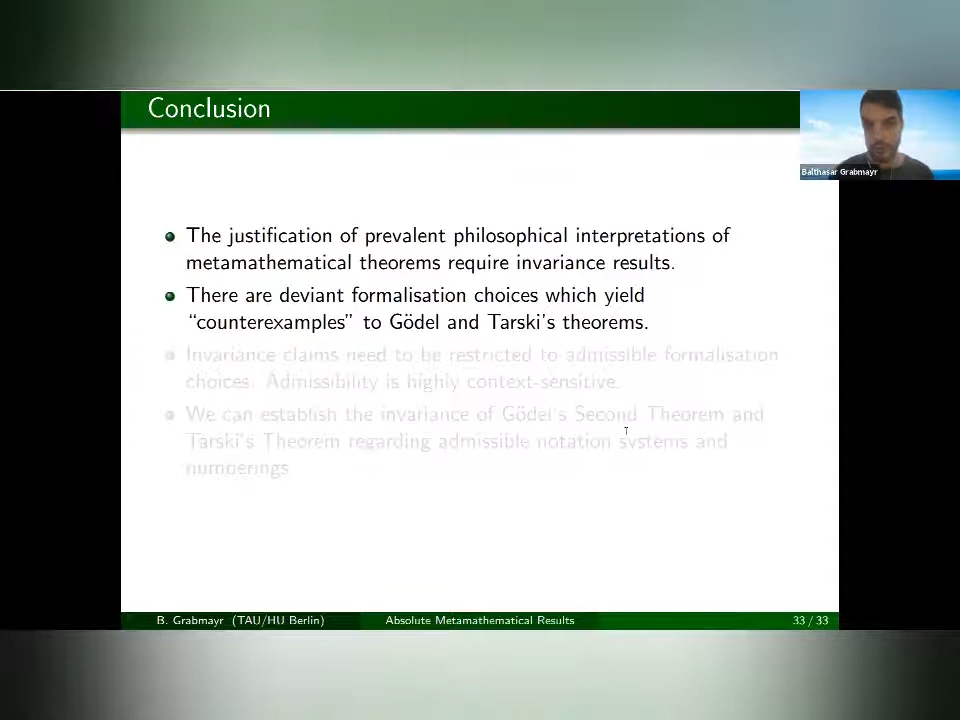 Conclusion
Balthasar Grabmayr
The justification of prevalent philosophical interpretations of
metamathematical theorems require invariance results.
There are deviant formalisation choices which yield
“counterexamples” to Gödel and Tarski's theorems.
Invariance claims need to be restricted to admissible formalisation
choices. Admissibility is highly context-sensitive.
We can establish the invariance of Gödel's Second Theorem and
Tarski's Theorem regarding admissible notation systems and
numberings
B. Grabmayr (TAU/HU Berlin) Absolute Metamathematical Results 33 / 33